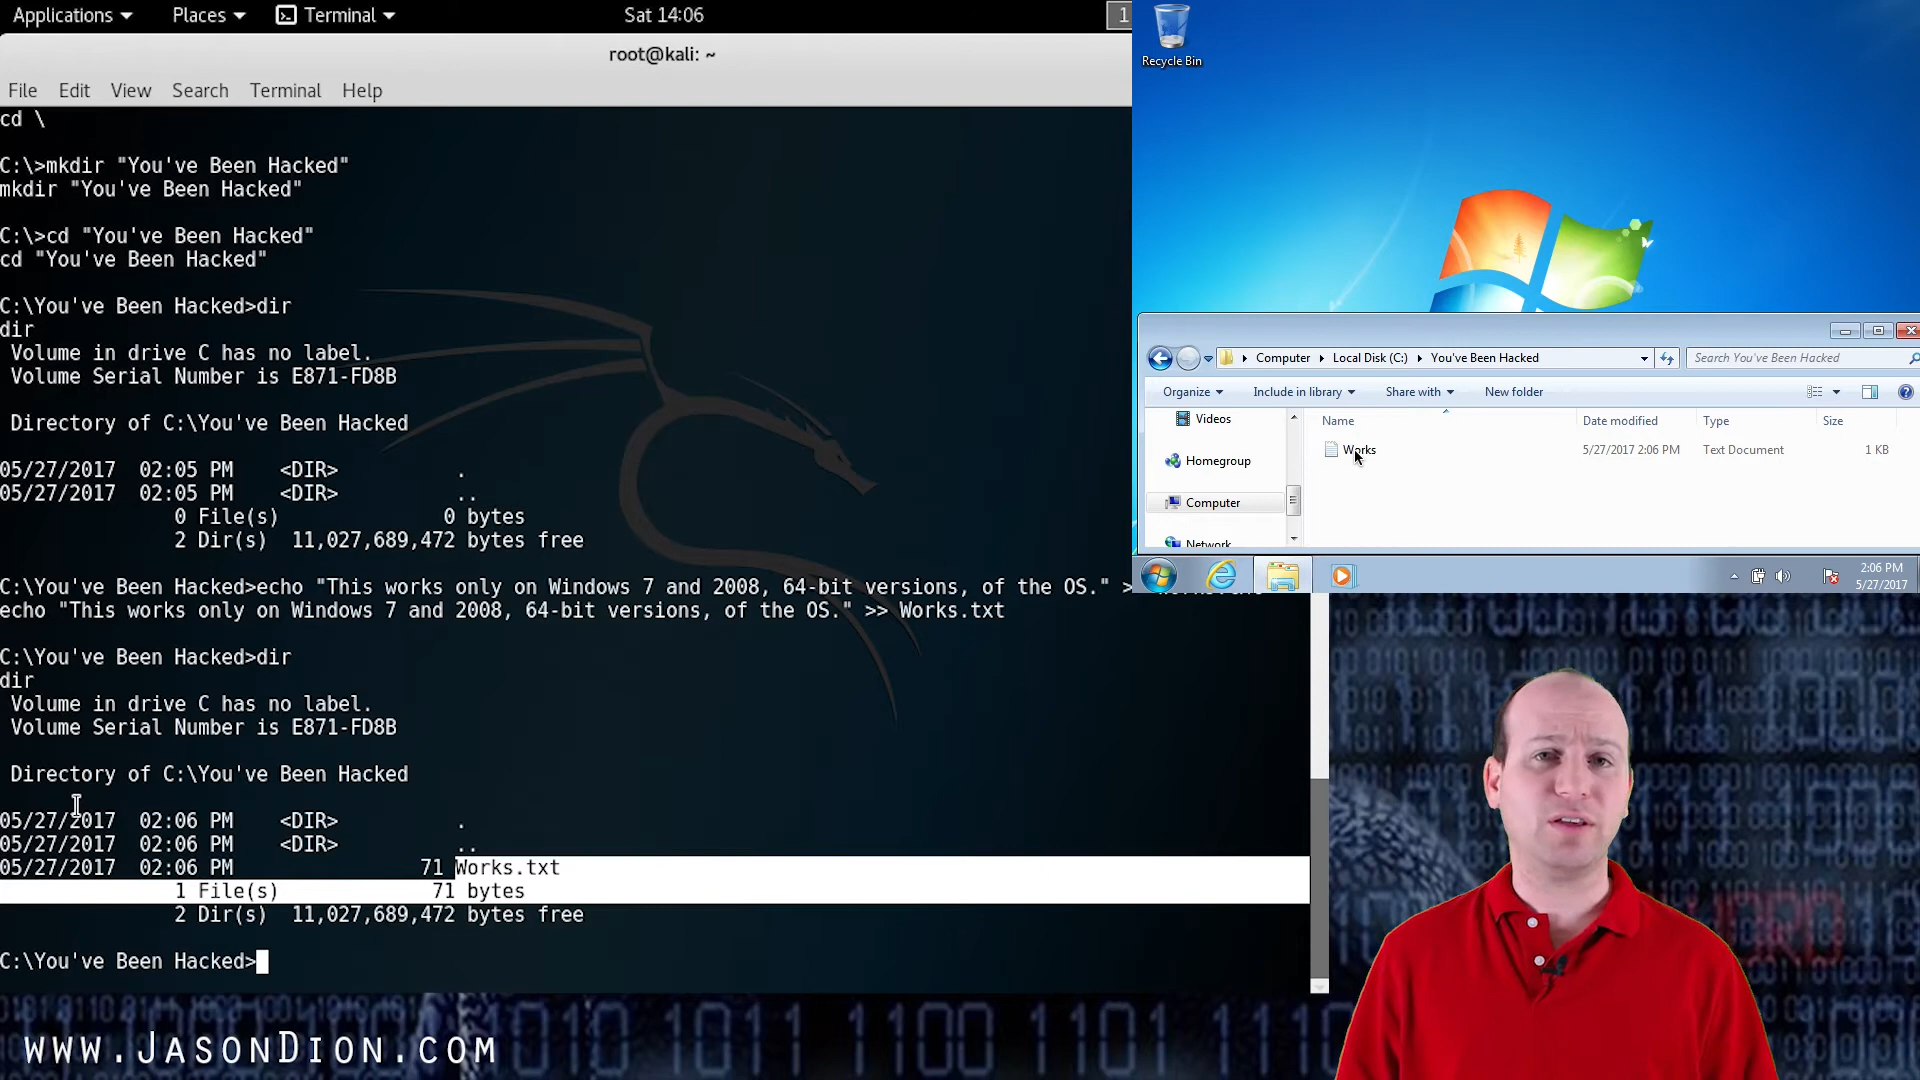 Applications Places Terminal Sat 14:06 1
root@kali: ~
File Edit View Search Terminal Help
cd \
C:\>mkdir "You've Been Hacked"
mkdir "You've Been Hacked"
C:\>cd "You've Been Hacked"
cd "You've Been Hacked"
C:\You've Been Hacked>dir
dir
Volume in drive C has no label.
Volume Serial Number is E871-FD8B
Directory of C:\You've Been Hacked
05/27/2017 02:05 PM <DIR> .
05/27/2017 02:05 PM <DIR> ..
0 File(s) 0 bytes
2 Dir(s) 11,027,689,472 bytes free
C:\You've Been Hacked>echo "This works only on Windows 7 and 2008, 64-bit versions, of the OS." >
echo "This works only on Windows 7 and 2008, 64-bit versions, of the OS." >> Works.txt
C:\You've Been Hacked>dir
dir
Volume in drive C has no label.
Volume Serial Number is E871-FD8B
Directory of C:\You've Been Hacked
05/27/2017 02:06 PM <DIR> .
05/27/2017 02:06 PM <DIR> ..
05/27/2017 02:06 PM 71 Works.txt
1 File(s) 71 bytes
2 Dir(s) 11,027,689,472 bytes free
C:\You've Been Hacked>
Recycle Bin
Computer Local Disk (C:) You've Been Hacked Search You've Been Hacked
Organize Include in library Share with New folder
Videos
Homegroup
Computer
Network
Name Date modified Type Size
Works 5/27/2017 2:06 PM Text Document 1 KB
2:06 PM
5/27/2017
www.JasonDion.com